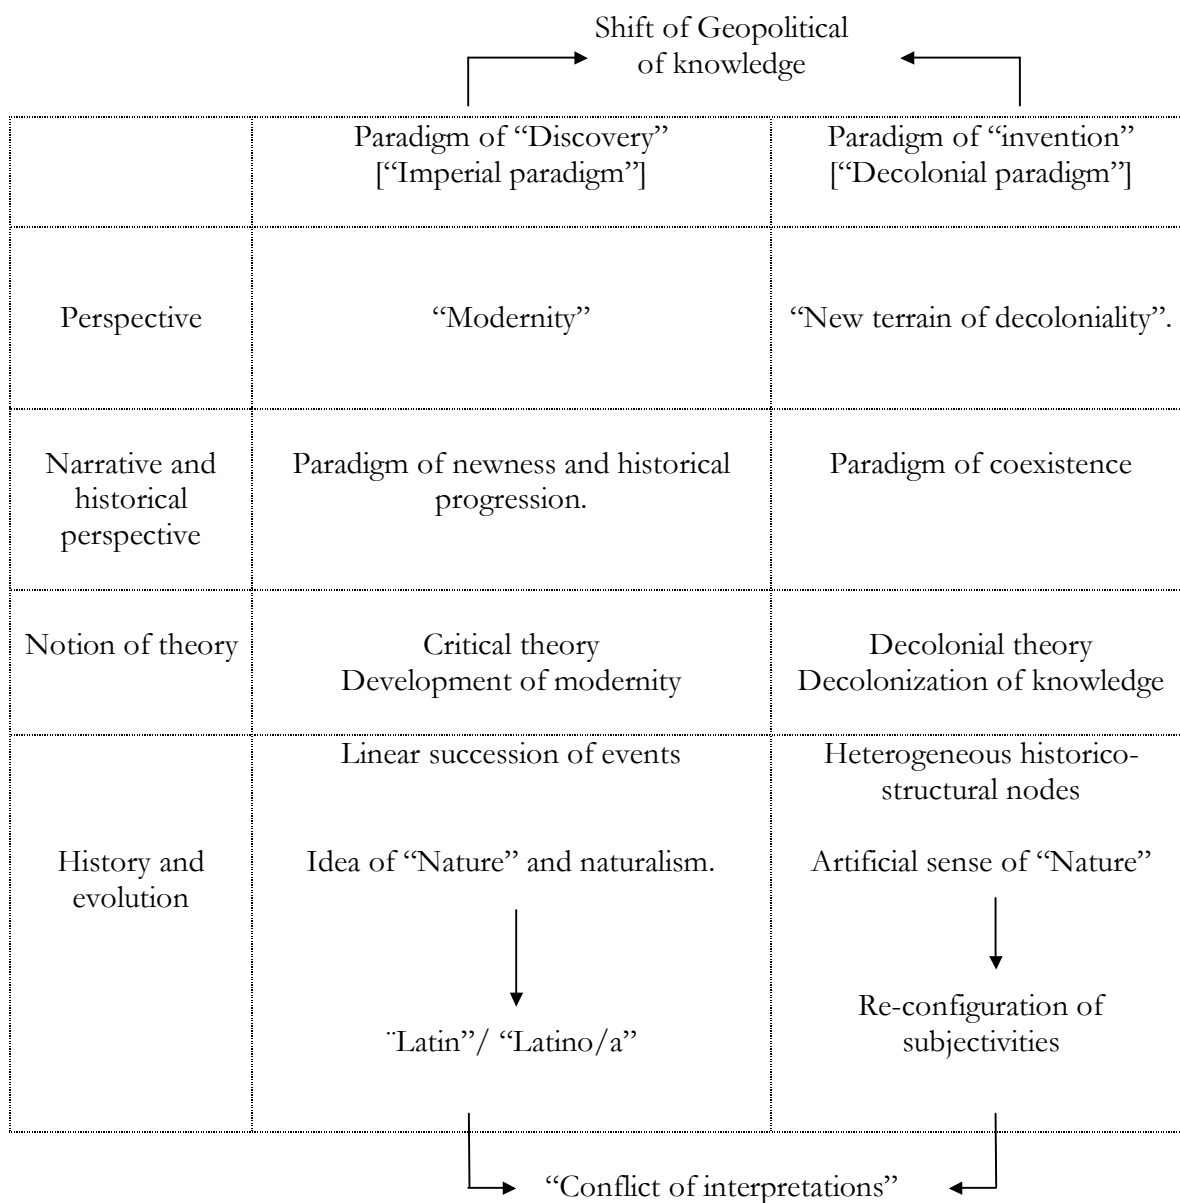 Shift of Geopolitical
of knowledge
Paradigm of “Discovery”
[“Imperial paradigm”]
Paradigm of “invention”
[“Decolonial paradigm”]
Perspective
“Modernity”
“New terrain of decoloniality”.
Narrative and
historical
perspective
Paradigm of newness and historical
progression.
Paradigm of coexistence
Notion of theory
Critical theory
Development of modernity
Decolonial theory
Decolonization of knowledge
History and
evolution
Linear succession of events
Idea of “Nature” and naturalism.
¨Latin”/ “Latino/a”
Heterogeneous historico-
structural nodes
Artificial sense of “Nature”
Re-configuration of
subjectivities
“Conflict of interpretations”